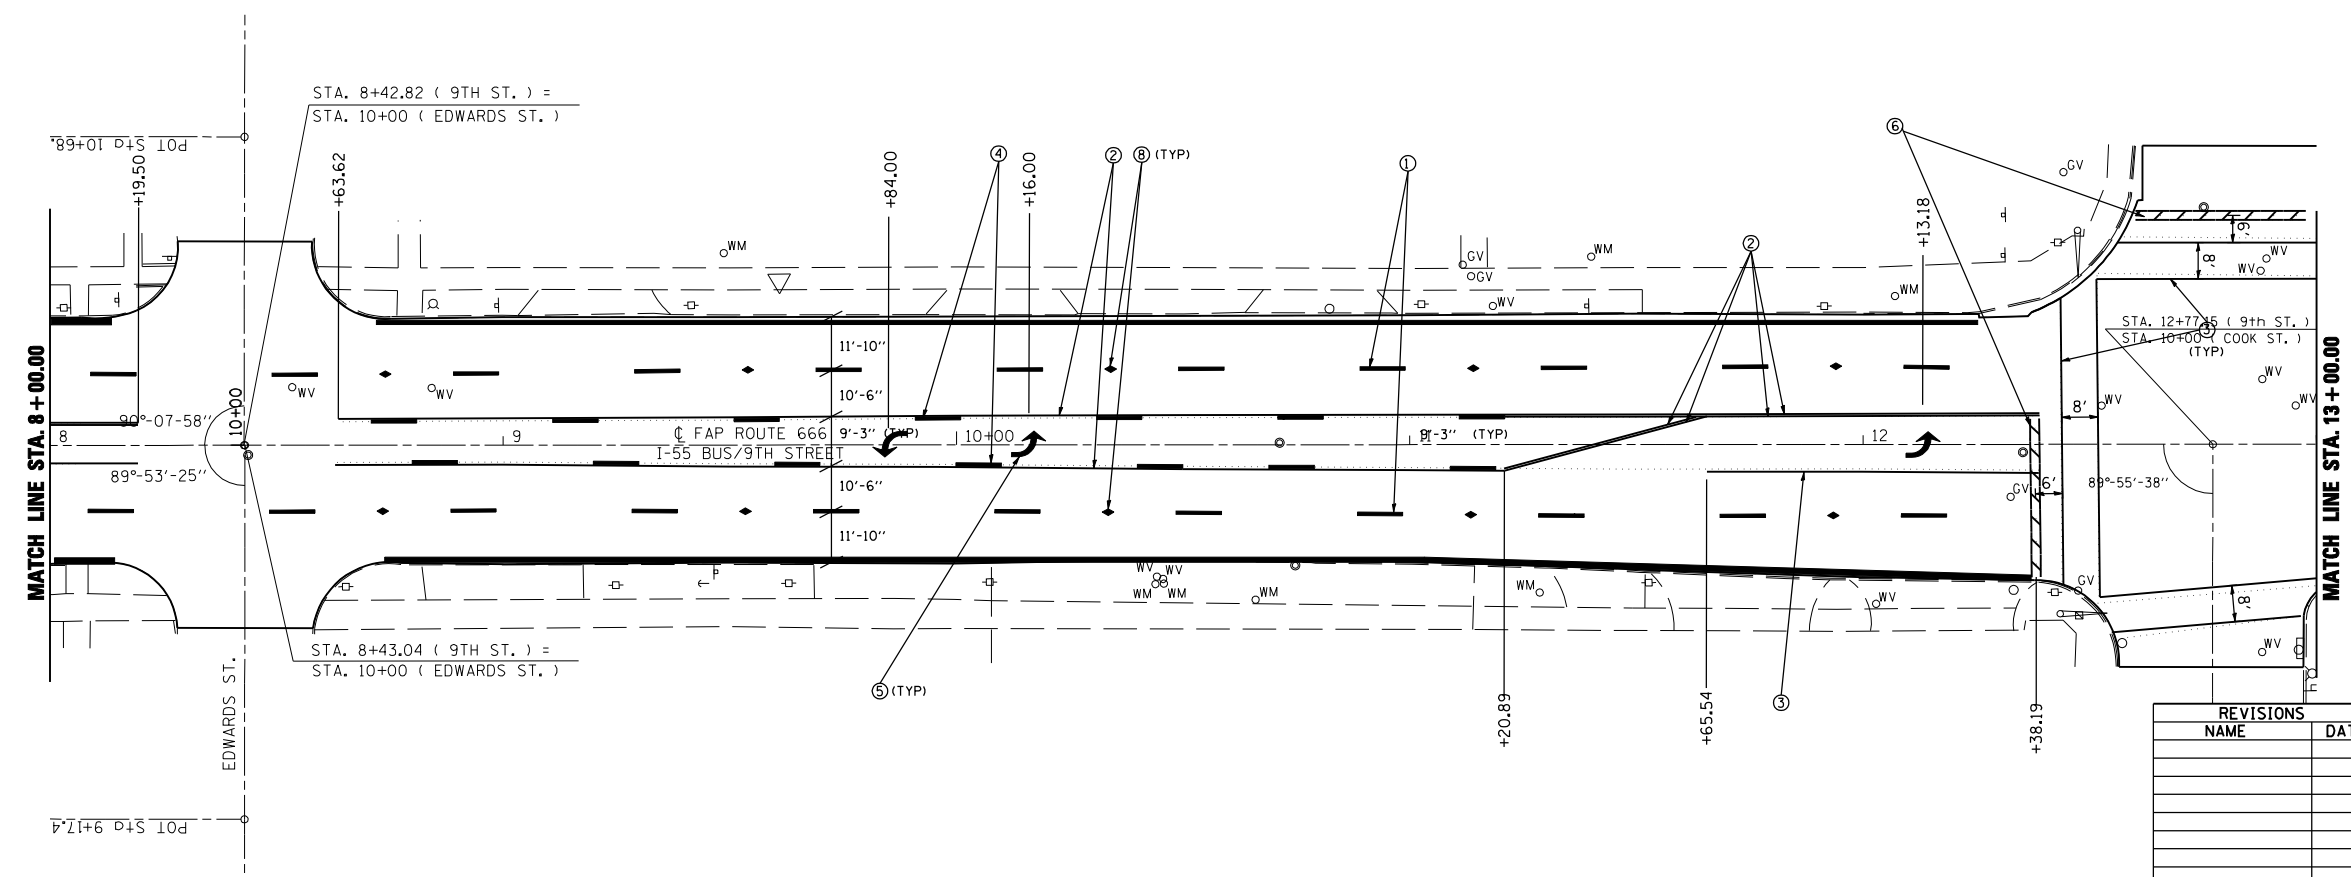 STA. 8+42.82 ( 9TH ST. ) =
STA. 10+00 ( EDWARDS ST. )
POT Sta 10+68.
+19.50
+63.62
+84.00
4
+16.00
2
8 (TYP)
1
2
6
+13.18
GV
WM
GV
GV
WM
WV
WM
6'
8'
WV
WV
STA. 12+77.15 ( 9th ST. )
STA. 10+00 ( COOK ST. )
3
(TYP)
MATCH LINE STA. 8+00.00
MATCH LINE STA. 13+00.00
11'-10"
10'-6"
WV
WV
WV
WV
WV
8'
90°-07'-58"
10+00
8
9
℄ FAP ROUTE 666
9'-3" (TYP)
10+00
11
9'-3" (TYP)
12
I-55 BUS/9TH STREET
89°-53'-25"
10'-6"
GV
6'
89°-55'-38"
11'-10"
WV
WV
WM
WM
WM
WM
WV
GV
8'
WV
STA. 8+43.04 ( 9TH ST. ) =
STA. 10+00 ( EDWARDS ST. )
5 (TYP)
3
EDWARDS ST.
+20.89
+65.54
+38.19
POT Sta 9+17.4
REVISIONS
NAME
DAT